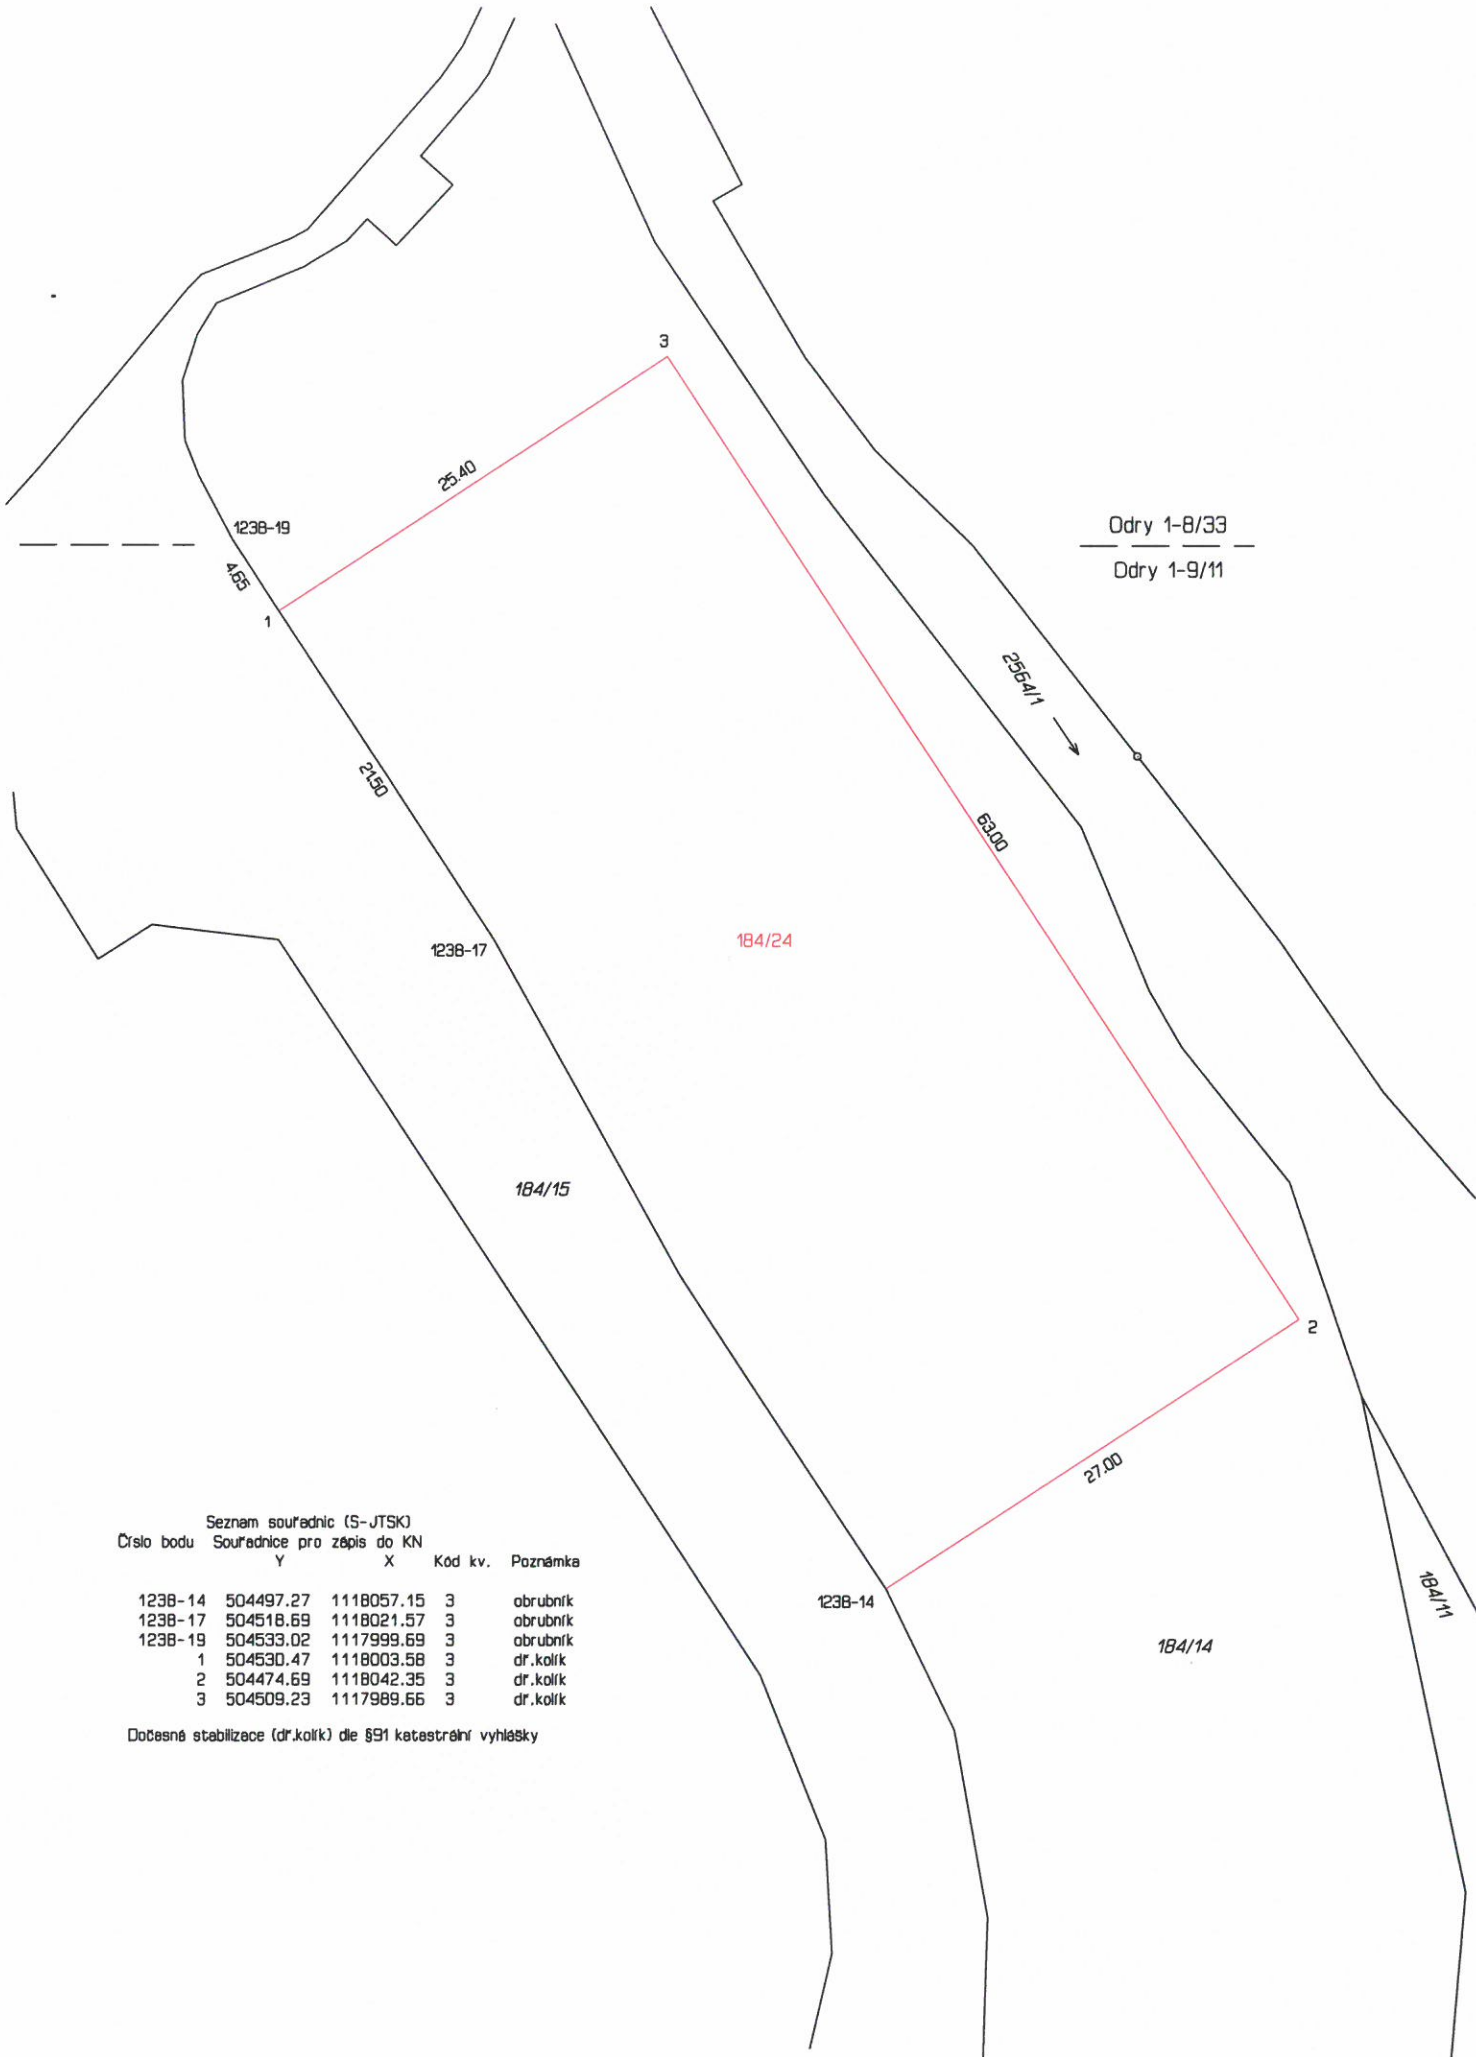 3
25.40
1238-19
Odry 1-8/33
Odry 1-9/11
4.65
1
2564/1
21.50
63.00
1238-17
184/24
184/15
2
27.00
Seznam souřadnic (S-JTSK)
Číslo bodu Souřadnice pro zápis do KN
Y X Kód kv. Poznámka
1238-14 504497.27 1118057.15 3 obrubník
1238-17 504518.69 1118021.57 3 obrubník
1238-19 504533.02 1117999.69 3 obrubník
1 504530.47 1118003.58 3 dř.kolík
2 504474.69 1118042.35 3 dř.kolík
3 504509.23 1117989.66 3 dř.kolík
Dočasná stabilizace (dř.kolík) dle §91 katastrální vyhlášky
1238-14
184/11
184/14